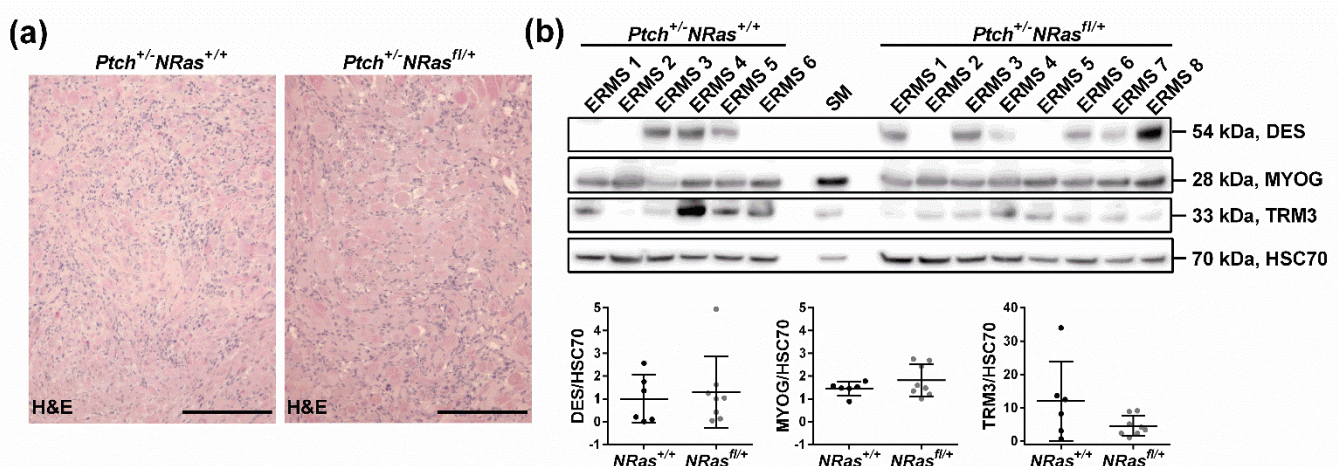 (a)
Ptch+/-NRas+/+
Ptch+/-NRasfl/+
H&E
H&E
(b)
Ptch+/-NRas+/+
Ptch+/-NRasfl/+
ERMS 1
ERMS 2
ERMS 3
ERMS 4
ERMS 5
ERMS 6
SM
ERMS 1
ERMS 2
ERMS 3
ERMS 4
ERMS 5
ERMS 6
ERMS 7
ERMS 8
54 kDa, DES
28 kDa, MYOG
33 kDa, TRM3
70 kDa, HSC70
DES/HSC70
5
4
3
2
1
0
-1
NRas+/+
NRasfl/+
MYOG/HSC70
5
4
3
2
1
0
-1
NRas+/+
NRasfl/+
TRM3/HSC70
40
30
20
10
0
NRas+/+
NRasfl/+